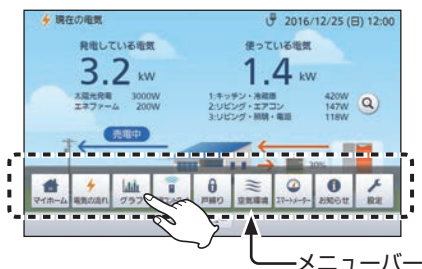 現在の電気
2016/12/25 (日) 12:00
発電している電気
使っている電気
3.2 kW
1.4 kW
太陽光発電 3000W
エネファーム 200W
1:キッチン・冷蔵庫 420W
2:リビング・エアコン 147W
3:リビング・照明・電話 118W
売電中
30%
マイホーム
電気の流れ
グラフ
戸締り
空気環境
スマートメーター
お知らせ
設定
メニューバー